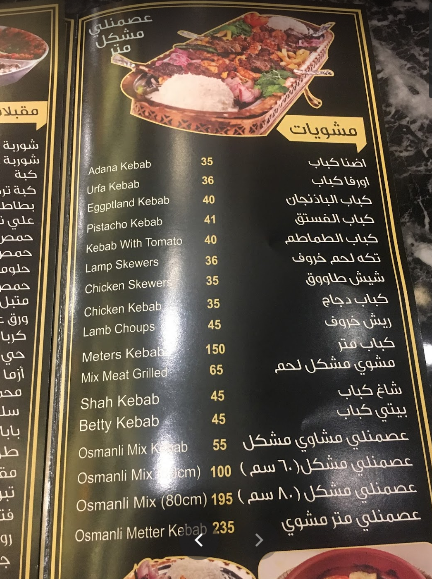 عصمنلي
مشكل
متر
مشويات
Adana Kebab 35 اضنا كباب
Urfa Kebab 36 اورفا كباب
Eggptland Kebab 40 كباب الباذنجان
Pistacho Kebab 41 كباب الفستق
Kebab With Tomato 40 كباب الطماطم
Lamp Skewers 36 تكه لحم خروف
Chicken Skewers 35 شيش طاووق
Chicken Kebab 35 كباب دجاج
Lamb Choups 45 ريش خروف
Meters Kebab 150 كباب متر
Mix Meat Grilled 65 مشوي مشكل لحم
Shah Kebab 45 شاغ كباب
Betty Kebab 45 بيتي كباب
Osmanli Mix Kebab 55 عصمنلي مشاوي مشكل
Osmanli Mix cm) 100 عصمنلي مشكل (٦٠ سم)
Osmanli Mix (80cm) 195 عصمنلي مشكل (٨٠ سم)
Osmanli Metter Kebab 235 عصمنلي متر مشوي
شوربة
شوربة
كبة